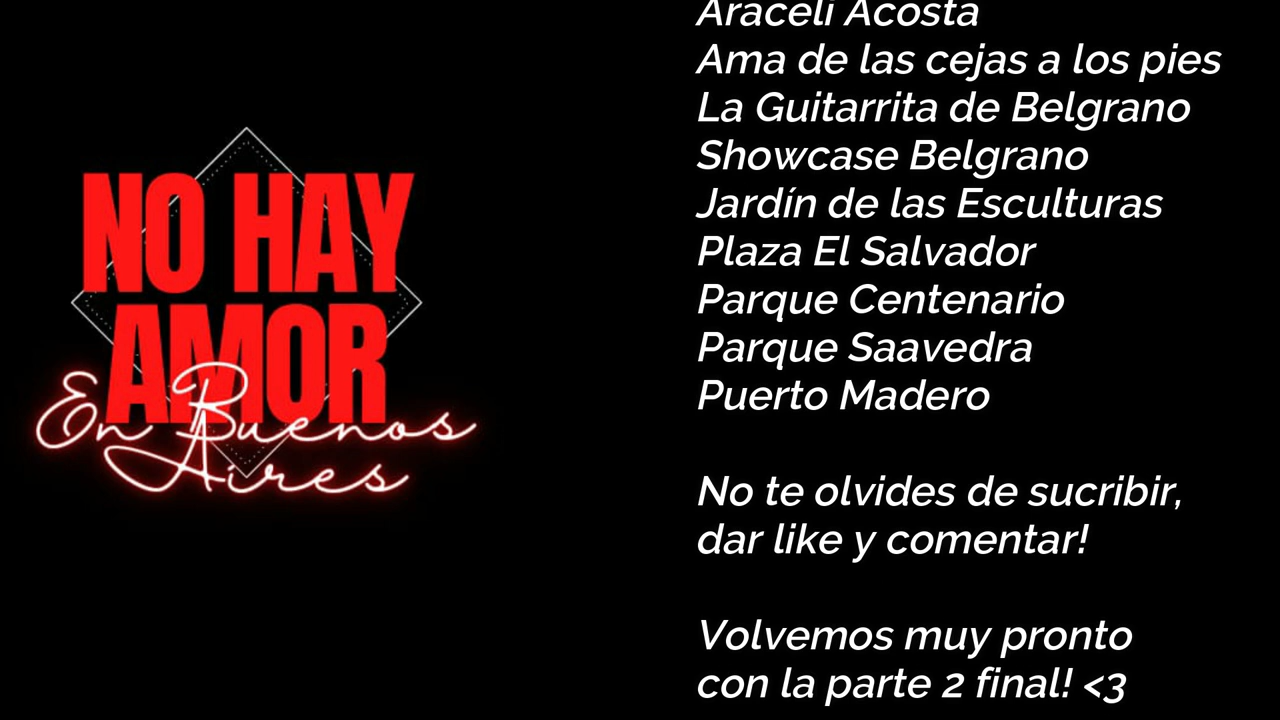 NO HAY
AMOR
En Buenos
Aires
Araceli Acosta
Ama de las cejas a los pies
La Guitarrita de Belgrano
Showcase Belgrano
Jardín de las Esculturas
Plaza El Salvador
Parque Centenario
Parque Saavedra
Puerto Madero
No te olvides de sucribir,
dar like y comentar!
Volvemos muy pronto
con la parte 2 final! <3